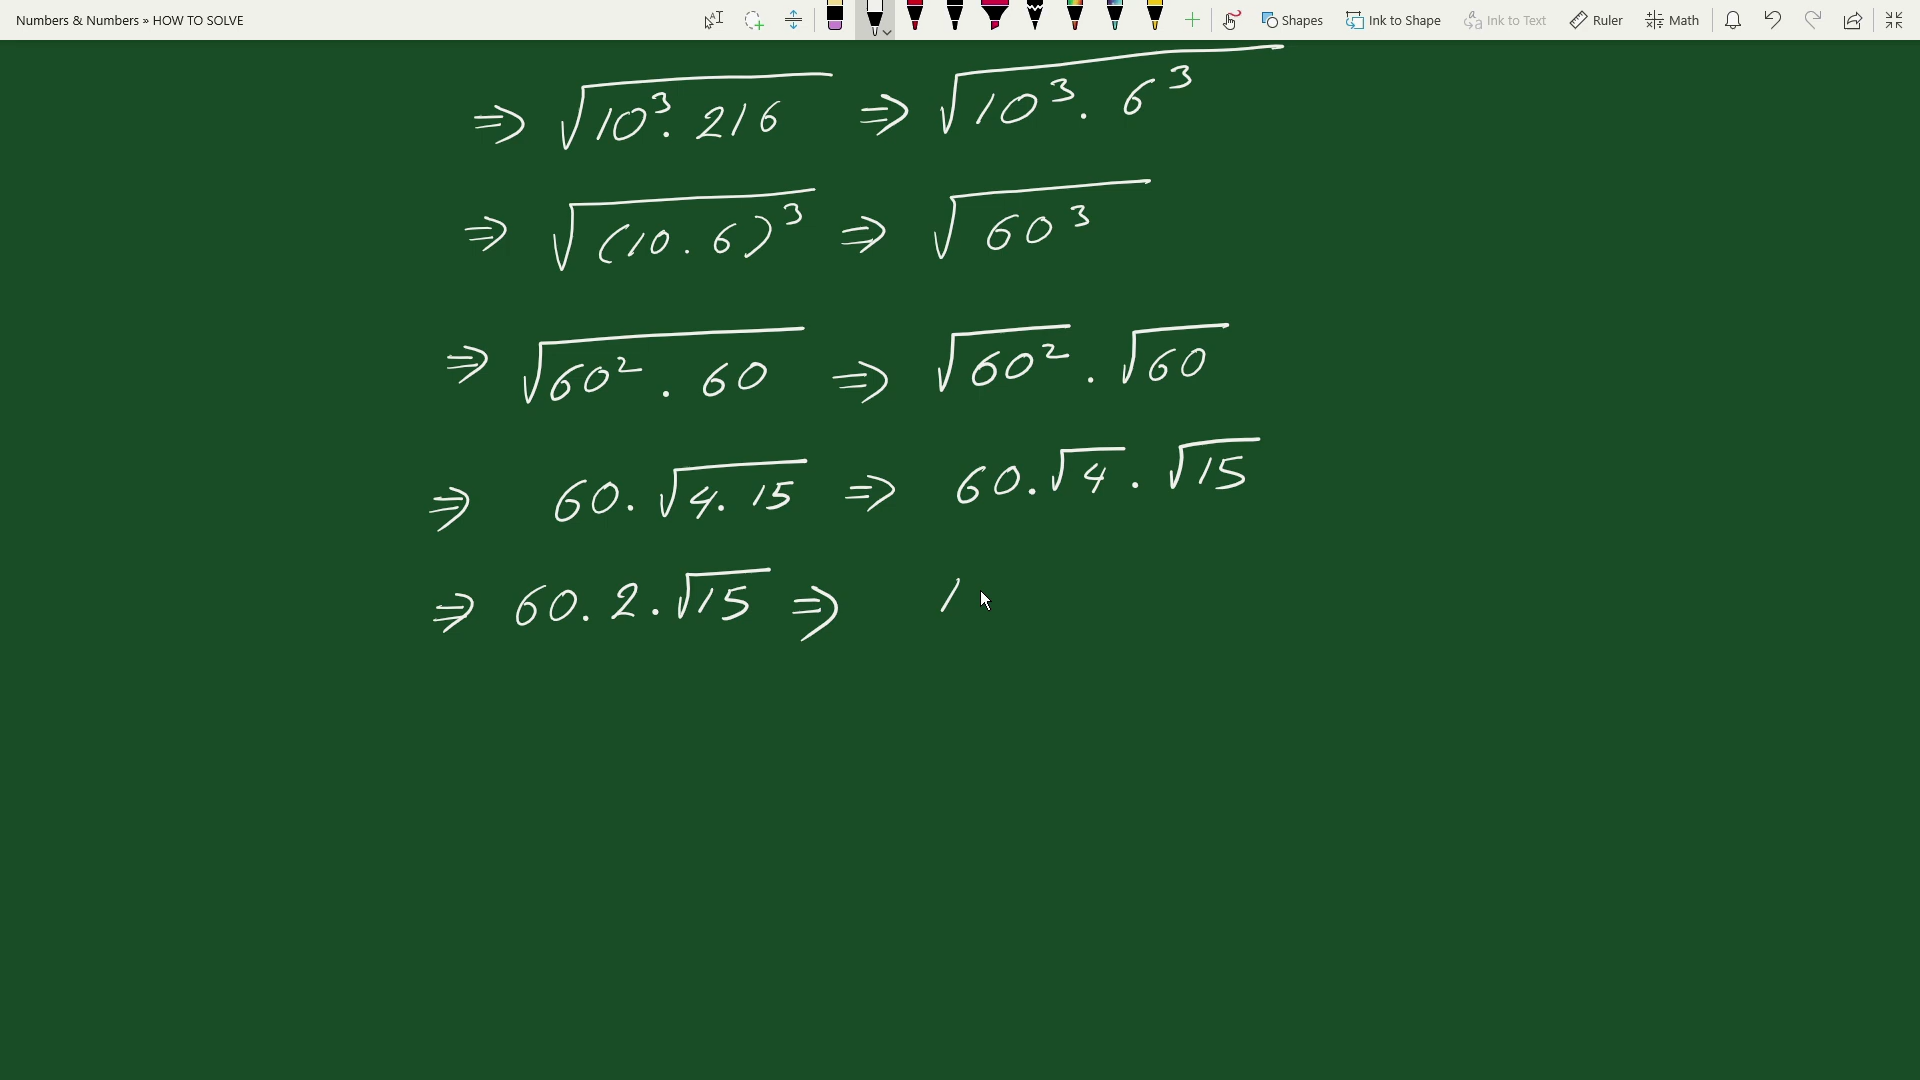 Numbers & Numbers » HOW TO SOLVE Shapes Ink to Shape Ink to Text Ruler Math
⇒ √(10³ . 216) ⇒ √(10³ . 6³)
⇒ √((10 . 6)³) ⇒ √(60³)
⇒ √(60² . 60) ⇒ √(60²) . √60
⇒ 60 . √(4 . 15) ⇒ 60 . √4 . √15
⇒ 60 . 2 . √15 ⇒ 1